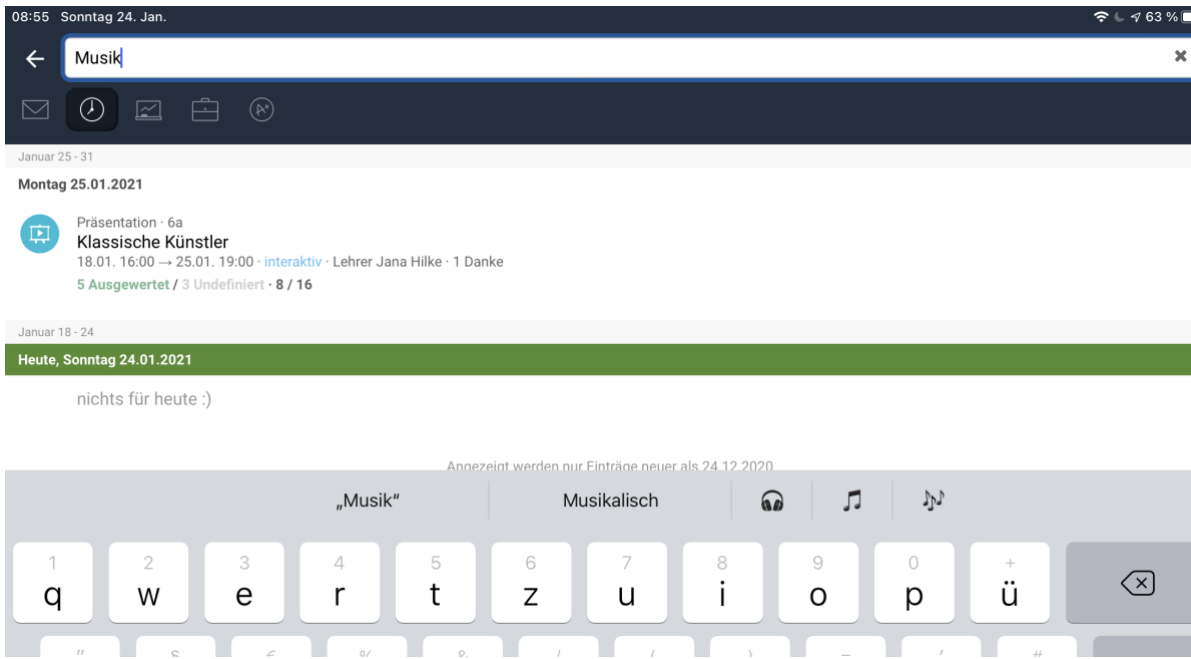 08:55 Sonntag 24. Jan. 63 %
Musik
Januar 25 - 31
Montag 25.01.2021
Präsentation · 6a
Klassische Künstler
18.01. 16:00 → 25.01. 19:00 · interaktiv · Lehrer Jana Hilke · 1 Danke
5 Ausgewertet / 3 Undefiniert · 8 / 16
Januar 18 - 24
Heute, Sonntag 24.01.2021
nichts für heute :)
Angezeigt werden nur Einträge neuer als 24.12.2020
„Musik“ Musikalisch
1 2 3 4 5 6 7 8 9 0 +
q w e r t z u i o p ü
" § € % & / ( ) = ' #